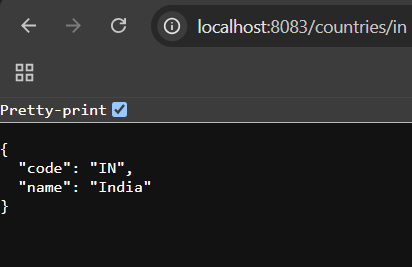 localhost:8083/countries/in
Pretty-print
{
"code": "IN",
"name": "India"
}